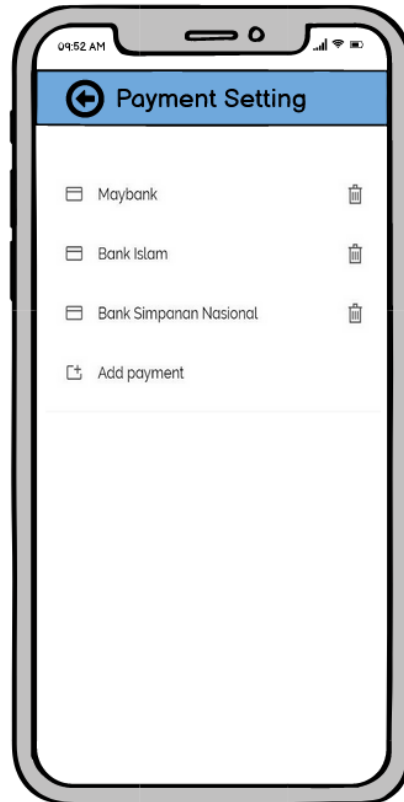 09:52 AM
Payment Setting
Maybank
Bank Islam
Bank Simpanan Nasional
Add payment